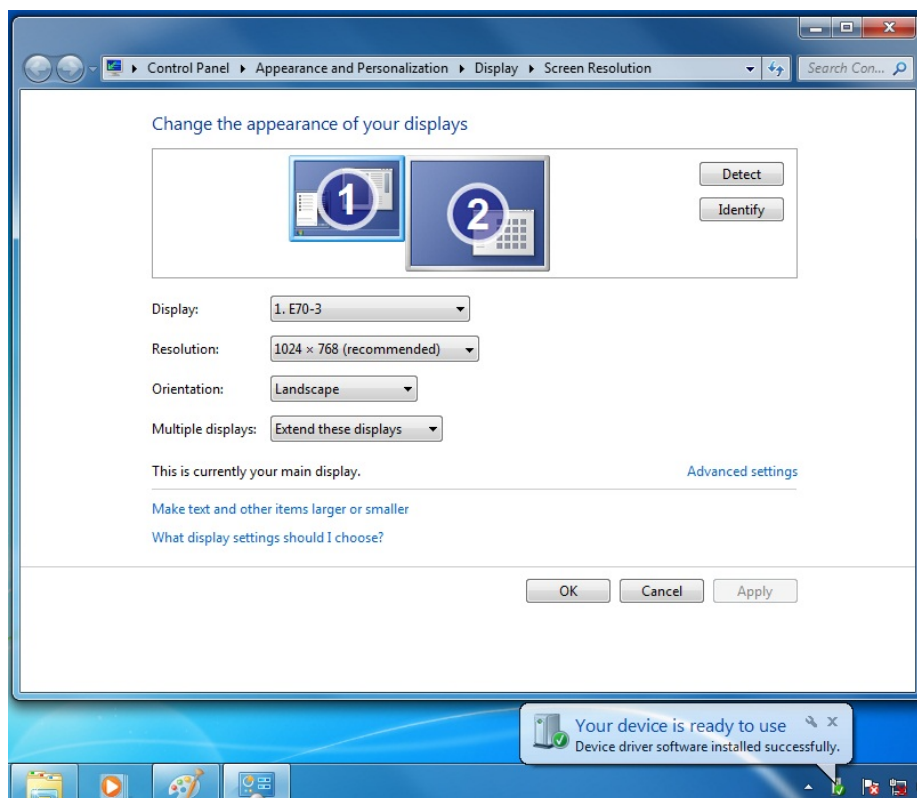 Control Panel Appearance and Personalization Display Screen Resolution Search Con...
Change the appearance of your displays
1
2
Detect
Identify
Display: 1. E70-3
Resolution: 1024 × 768 (recommended)
Orientation: Landscape
Multiple displays: Extend these displays
This is currently your main display. Advanced settings
Make text and other items larger or smaller
What display settings should I choose?
OK Cancel Apply
Your device is ready to use
Device driver software installed successfully.